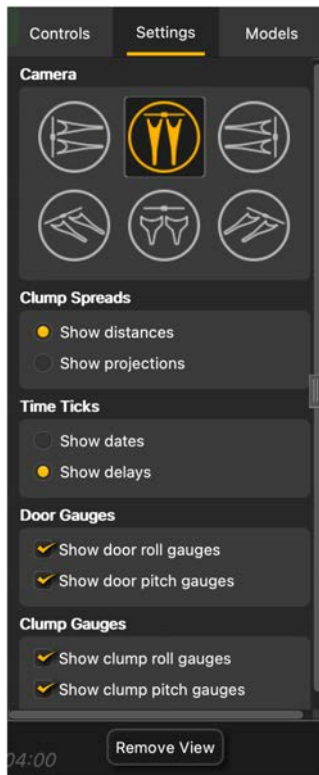 Controls Settings Models
Camera
Clump Spreads
Show distances
Show projections
Time Ticks
Show dates
Show delays
Door Gauges
Show door roll gauges
Show door pitch gauges
Clump Gauges
Show clump roll gauges
Show clump pitch gauges
Remove View
04:00